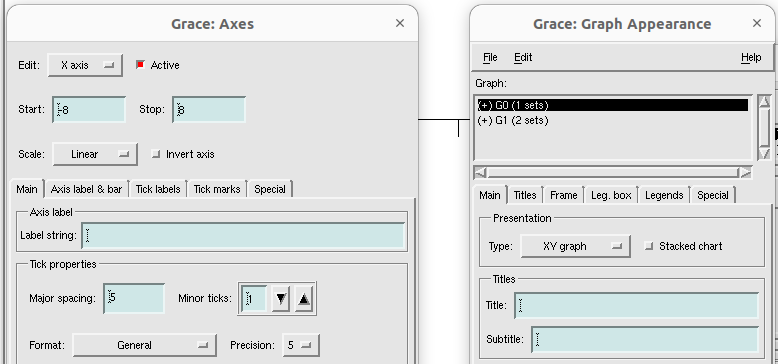 Grace: Axes
Edit: X axis Active
Start: -8 Stop: 8
Scale: Linear Invert axis
Main Axis label & bar Tick labels Tick marks Special
Axis label
Label string:
Tick properties
Major spacing: 5 Minor ticks: 1
Format: General Precision: 5
Grace: Graph Appearance
File Edit Help
Graph:
(+) G0 (1 sets)
(+) G1 (2 sets)
Main Titles Frame Leg. box Legends Special
Presentation
Type: XY graph Stacked chart
Titles
Title:
Subtitle: